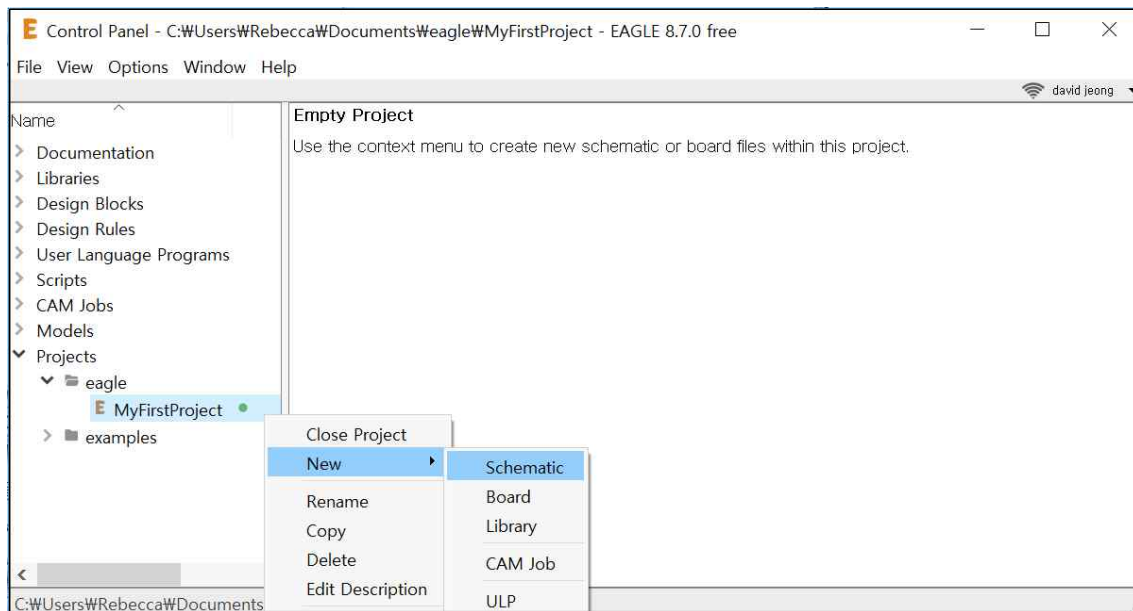 Control Panel - C:₩Users₩Rebecca₩Documents₩eagle₩MyFirstProject - EAGLE 8.7.0 free
File View Options Window Help
david jeong
Name
Documentation
Libraries
Design Blocks
Design Rules
User Language Programs
Scripts
CAM Jobs
Models
Projects
eagle
E MyFirstProject
examples
Empty Project
Use the context menu to create new schematic or board files within this project.
Close Project
New
Rename
Copy
Delete
Edit Description
Schematic
Board
Library
CAM Job
ULP
C:₩Users₩Rebecca₩Documents